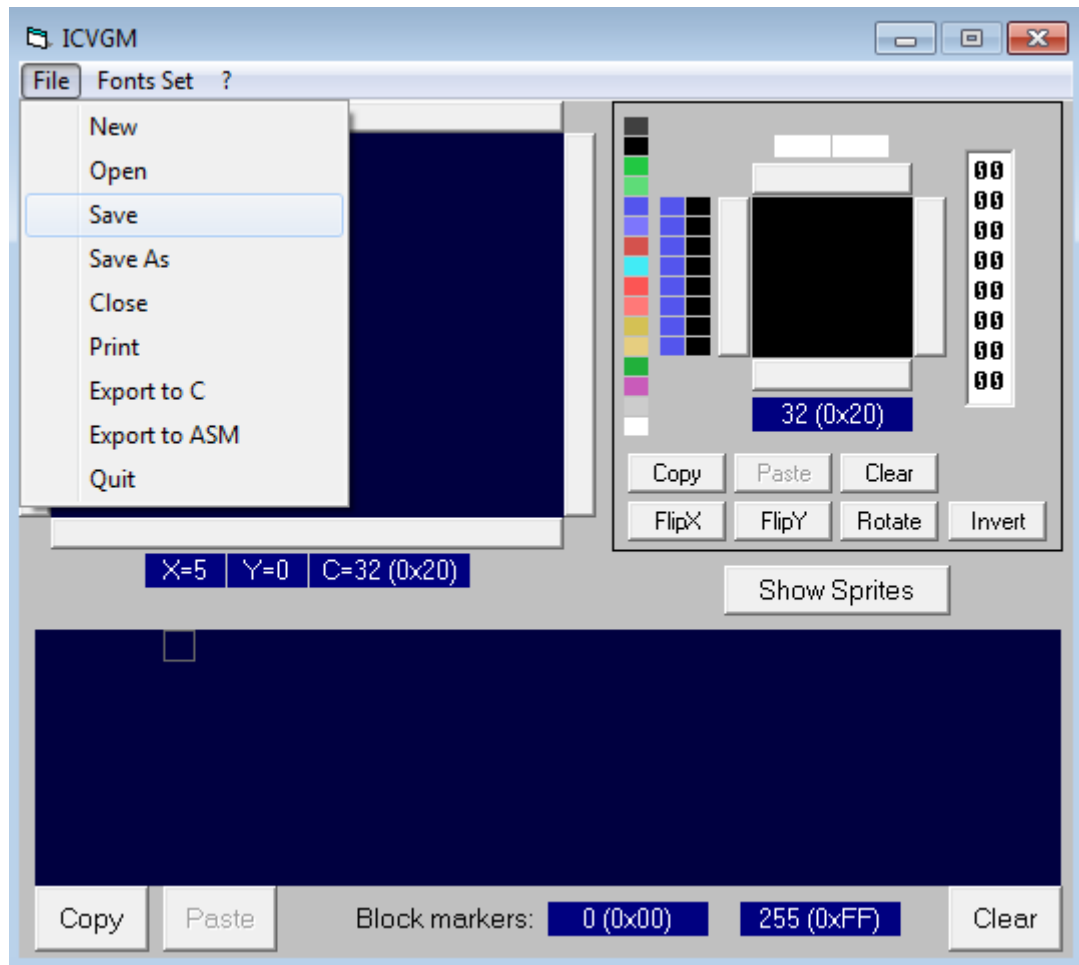 ICVGM
File Fonts Set ?
New
Open
Save
Save As
Close
Print
Export to C
Export to ASM
Quit
00
00
00
00
00
00
00
00
32 (0x20)
Copy Paste Clear
FlipX FlipY Rotate Invert
X=5 Y=0 C=32 (0x20)
Show Sprites
Copy Paste Block markers: 0 (0x00) 255 (0xFF) Clear